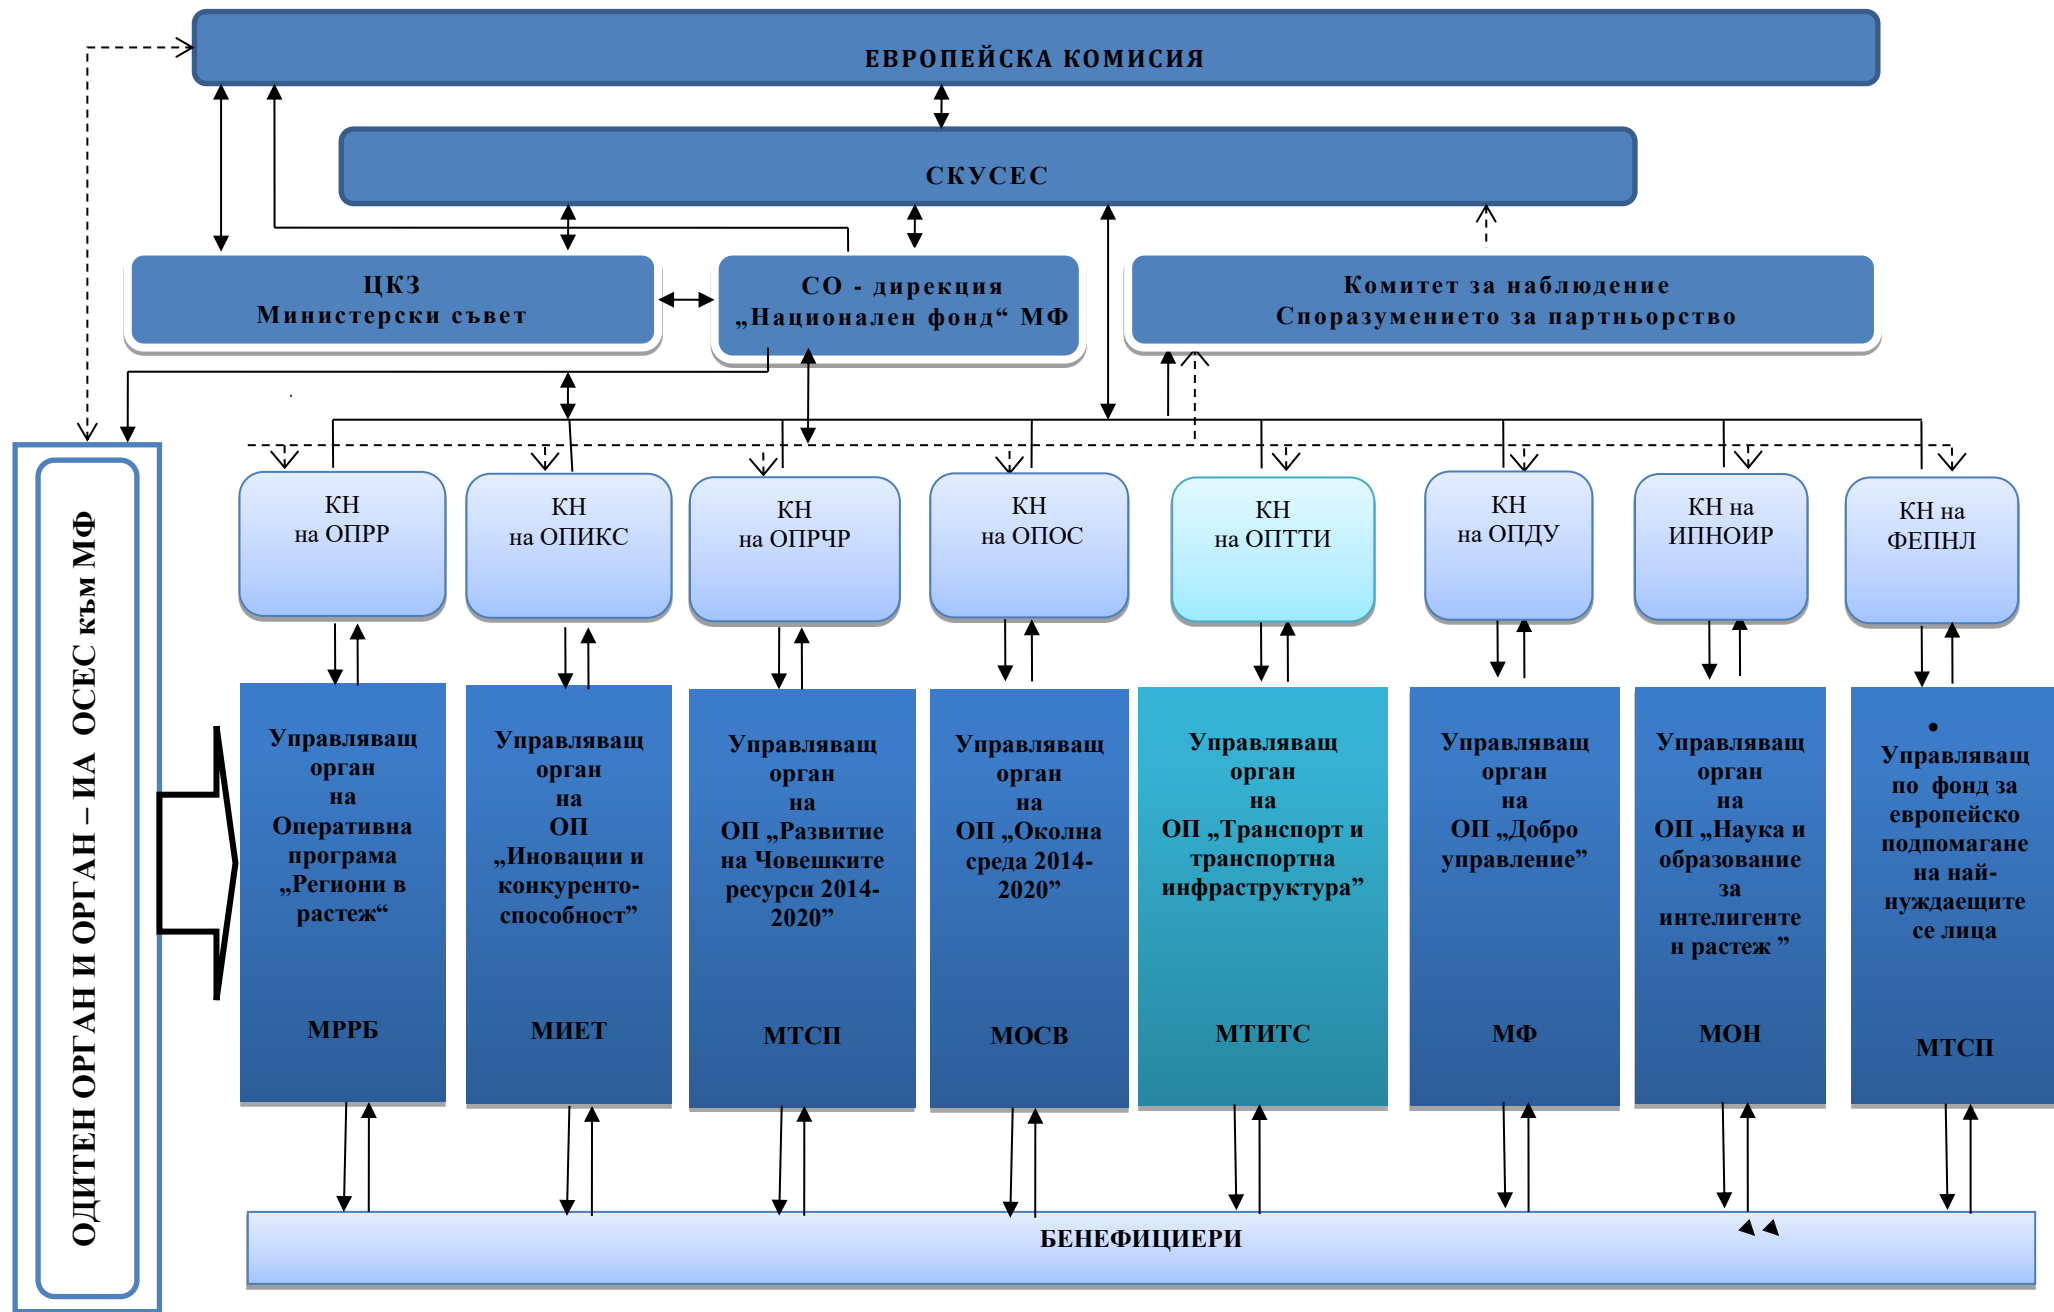 ЕВРОПЕЙСКА КОМИСИЯ
СКУСЕС
ЦКЗ
Министерски съвет
СО - дирекция
„Национален фонд“ МФ
Комитет за наблюдение
Споразумението за партньорство
ОДИТЕН ОРГАН И ОРГАН – ИА ОСЕС към МФ
КН
на ОПРР
КН
на ОПИКС
КН
на ОПРЧР
КН
на ОПОС
КН
на ОПТТИ
КН
на ОПДУ
КН на
ИПНОИР
КН на
ФЕПНЛ
Управляващ
орган
на
Оперативна
програма
„Региони в
растеж“
МРРБ
Управляващ
орган
на
ОП
„Иновации и
конкуренто-
способност”
МИЕТ
Управляващ
орган
на
ОП „Развитие
на Човешките
ресурси 2014-
2020”
МТСП
Управляващ
орган
на
ОП „Околна
среда 2014-
2020”
МОСВ
Управляващ
орган
на
ОП „Транспорт и
транспортна
инфраструктура”
МТИТС
Управляващ
орган
на
ОП „Добро
управление”
МФ
Управляващ
орган
на
ОП „Наука и
образование
за
интелигенте
н растеж ”
МОН
•
Управляващ
по фонд за
европейско
подпомагане
на най-
нуждаещите
се лица
МТСП
БЕНЕФИЦИЕРИ